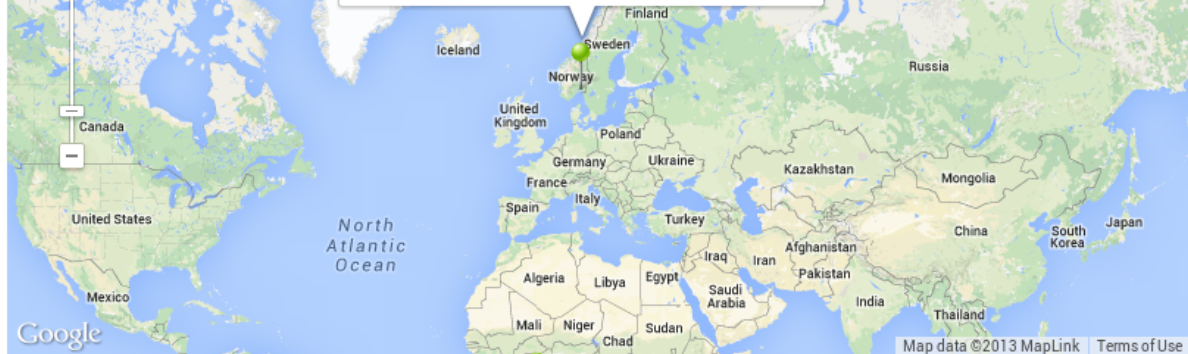 Finland
Iceland
Sweden
Norway
Russia
United
Kingdom
Canada
Poland
Germany
Ukraine
Kazakhstan
Mongolia
France
Italy
Spain
United States
Turkey
North
Atlantic
Ocean
Japan
South
Korea
China
Afghanistan
Iraq
Iran
Algeria
Libya
Egypt
Pakistan
Saudi
Arabia
Mexico
India
Mali
Niger
Sudan
Thailand
Chad
Google
Map data ©2013 MapLink
Terms of Use